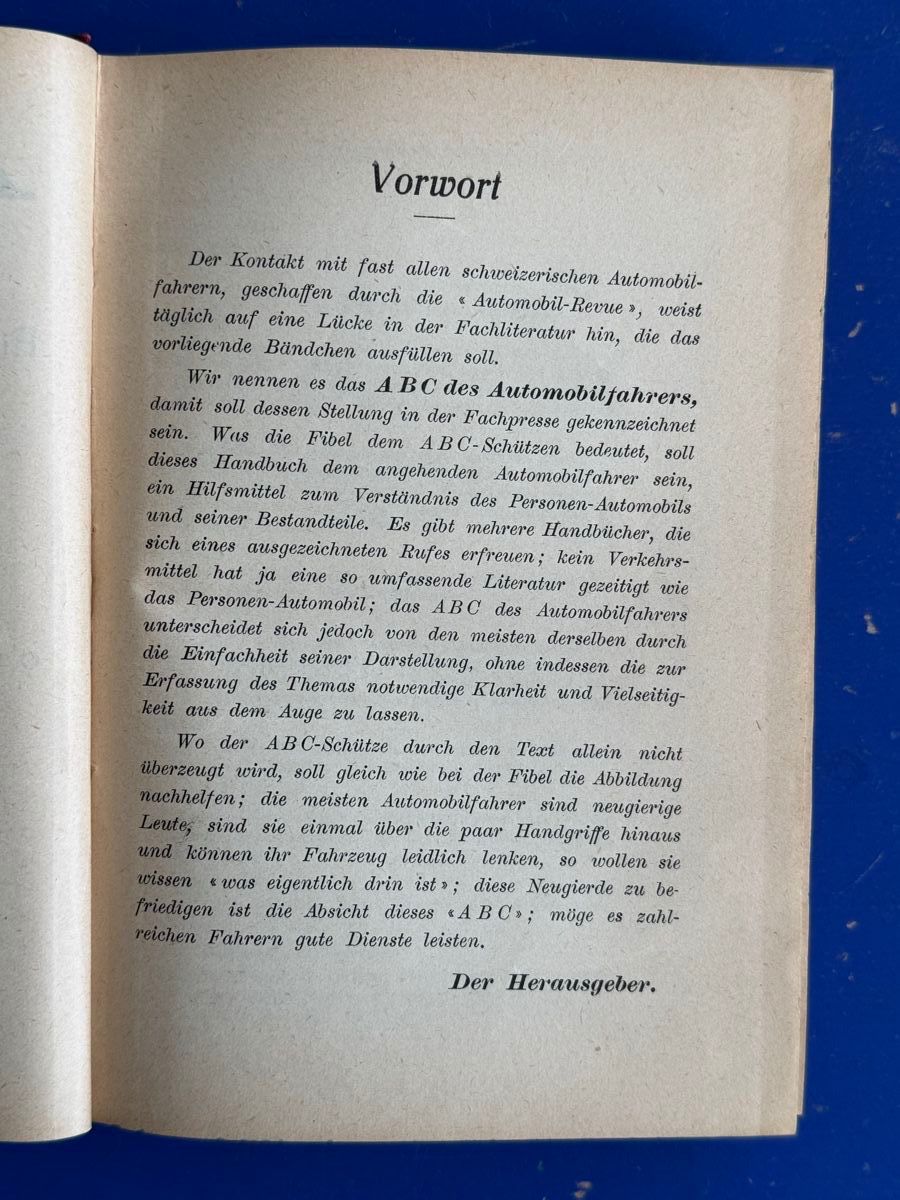 Vorwort
Der Kontakt mit fast allen schweizerischen Automobil-
fahrern, geschaffen durch die « Automobil-Revue », weist
täglich auf eine Lücke in der Fachliteratur hin, die das
vorliegende Bändchen ausfüllen soll.
Wir nennen es das ABC des Automobilfahrers,
damit soll dessen Stellung in der Fachpresse gekennzeichnet
sein. Was die Fibel dem ABC-Schützen bedeutet, soll
dieses Handbuch dem angehenden Automobilfahrer sein,
ein Hilfsmittel zum Verständnis des Personen-Automobils
und seiner Bestandteile. Es gibt mehrere Handbücher, die
sich eines ausgezeichneten Rufes erfreuen; kein Verkehrs-
mittel hat ja eine so umfassende Literatur gezeitigt wie
das Personen-Automobil; das ABC des Automobilfahrers
unterscheidet sich jedoch von den meisten derselben durch
die Einfachheit seiner Darstellung, ohne indessen die zur
Erfassung des Themas notwendige Klarheit und Vielseitig-
keit aus dem Auge zu lassen.
Wo der ABC-Schütze durch den Text allein nicht
überzeugt wird, soll gleich wie bei der Fibel die Abbildung
nachhelfen; die meisten Automobilfahrer sind neugierige
Leute, sind sie einmal über die paar Handgriffe hinaus
und können ihr Fahrzeug leidlich lenken, so wollen sie
wissen « was eigentlich drin ist »; diese Neugierde zu be-
friedigen ist die Absicht dieses «ABC»; möge es zahl-
reichen Fahrern gute Dienste leisten.
Der Herausgeber.